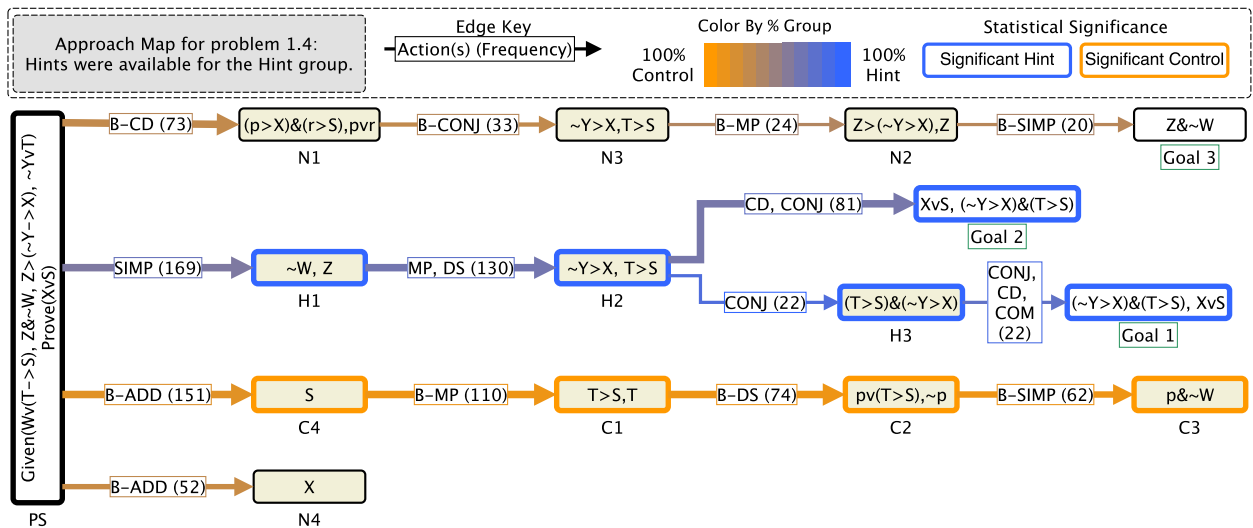 Approach Map for problem 1.4:
Hints were available for the Hint group.
Edge Key
Action(s) (Frequency)
Color By % Group
100%
Control
100%
Hint
Statistical Significance
Significant Hint
Significant Control
Given(Wv(T->S), Z&~W, Z>(~Y->X), ~YvT)
Prove(XvS)
PS
B-CD (73)
(p>X)&(r>S),pvr
N1
B-CONJ (33)
~Y>X,T>S
N3
B-MP (24)
Z>(~Y>X),Z
N2
B-SIMP (20)
Z&~W
Goal 3
SIMP (169)
~W, Z
H1
MP, DS (130)
~Y>X, T>S
H2
CD, CONJ (81)
XvS, (~Y>X)&(T>S)
Goal 2
CONJ (22)
(T>S)&(~Y>X)
H3
CONJ,
CD,
COM
(22)
(~Y>X)&(T>S), XvS
Goal 1
B-ADD (151)
S
C4
B-MP (110)
T>S,T
C1
B-DS (74)
pv(T>S),~p
C2
B-SIMP (62)
p&~W
C3
B-ADD (52)
X
N4